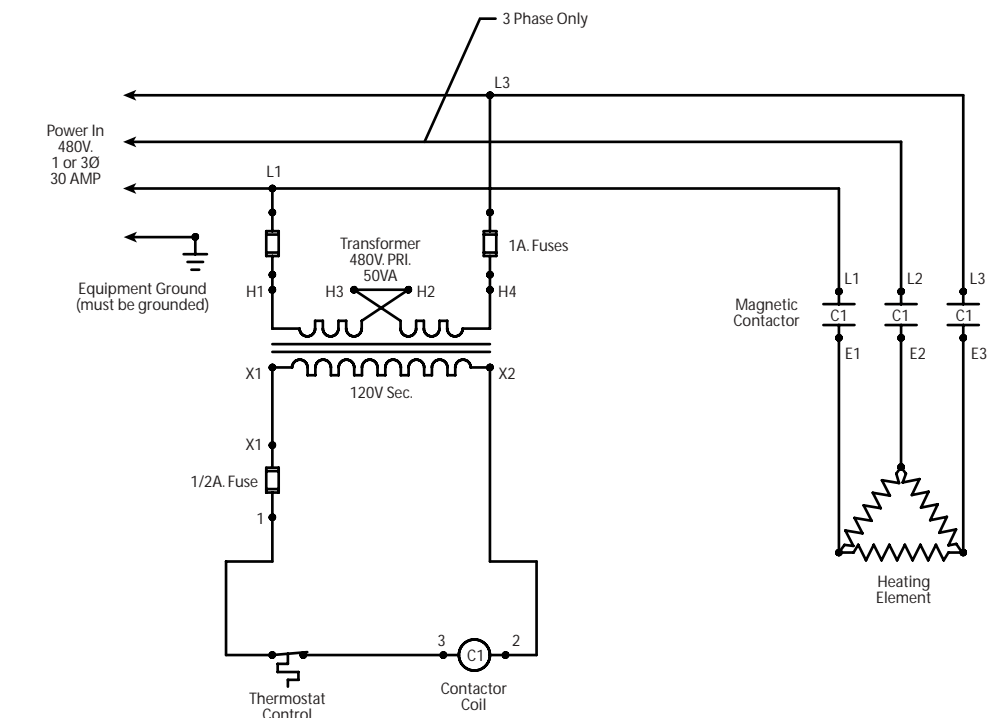 3 Phase Only
L3
Power In
480V.
1 or 3Ø
30 AMP
L1
Transformer
480V. PRI.
50VA
1A. Fuses
Equipment Ground
(must be grounded)
H1
H3
H2
H4
L1
L2
L3
Magnetic
Contactor
C1
C1
C1
E1
E2
E3
X1
X2
120V Sec.
X1
1/2A. Fuse
1
Heating
Element
3
C1
2
Thermostat
Control
Contactor
Coil